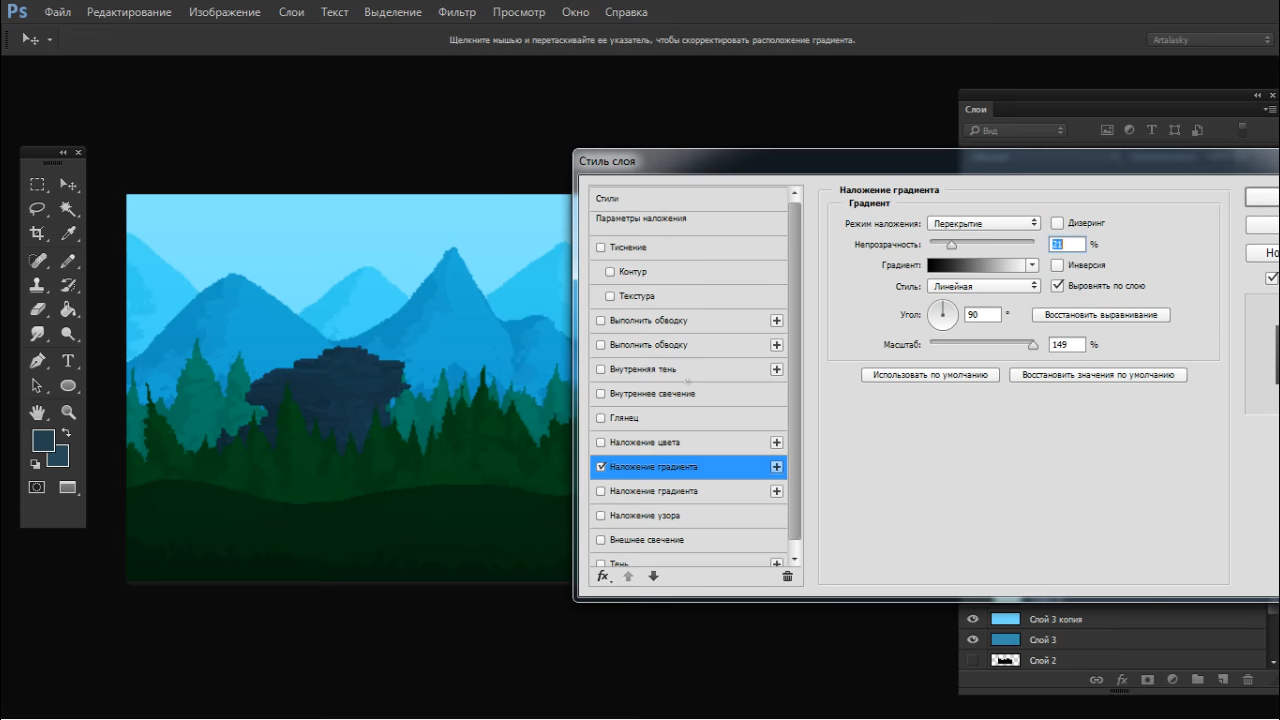 Ps Файл Редактирование Изображение Слои Текст Выделение Фильтр Просмотр Окно Справка
Щелкните мышью и перетаскивайте ее указатель, чтобы скорректировать расположение градиента.
Artalasky
Слои
Вид
Стиль слоя
Стили
Параметры наложения
Тиснение
Контур
Текстура
Выполнить обводку
Выполнить обводку
Внутренняя тень
Внутреннее свечение
Глянец
Наложение цвета
Наложение градиента
Наложение градиента
Наложение узора
Внешнее свечение
Тень
fx
Наложение градиента
Градиент
Режим наложения: Перекрытие Дизеринг
Непрозрачность: 21 %
Градиент: Инверсия
Стиль: Линейная Выровнять по слою
Угол: 90 ° Восстановить выравнивание
Масштаб: 149 %
Использовать по умолчанию Восстановить значения по умолчанию
Но
Слой 3 копия
Слой 3
Слой 2
fx